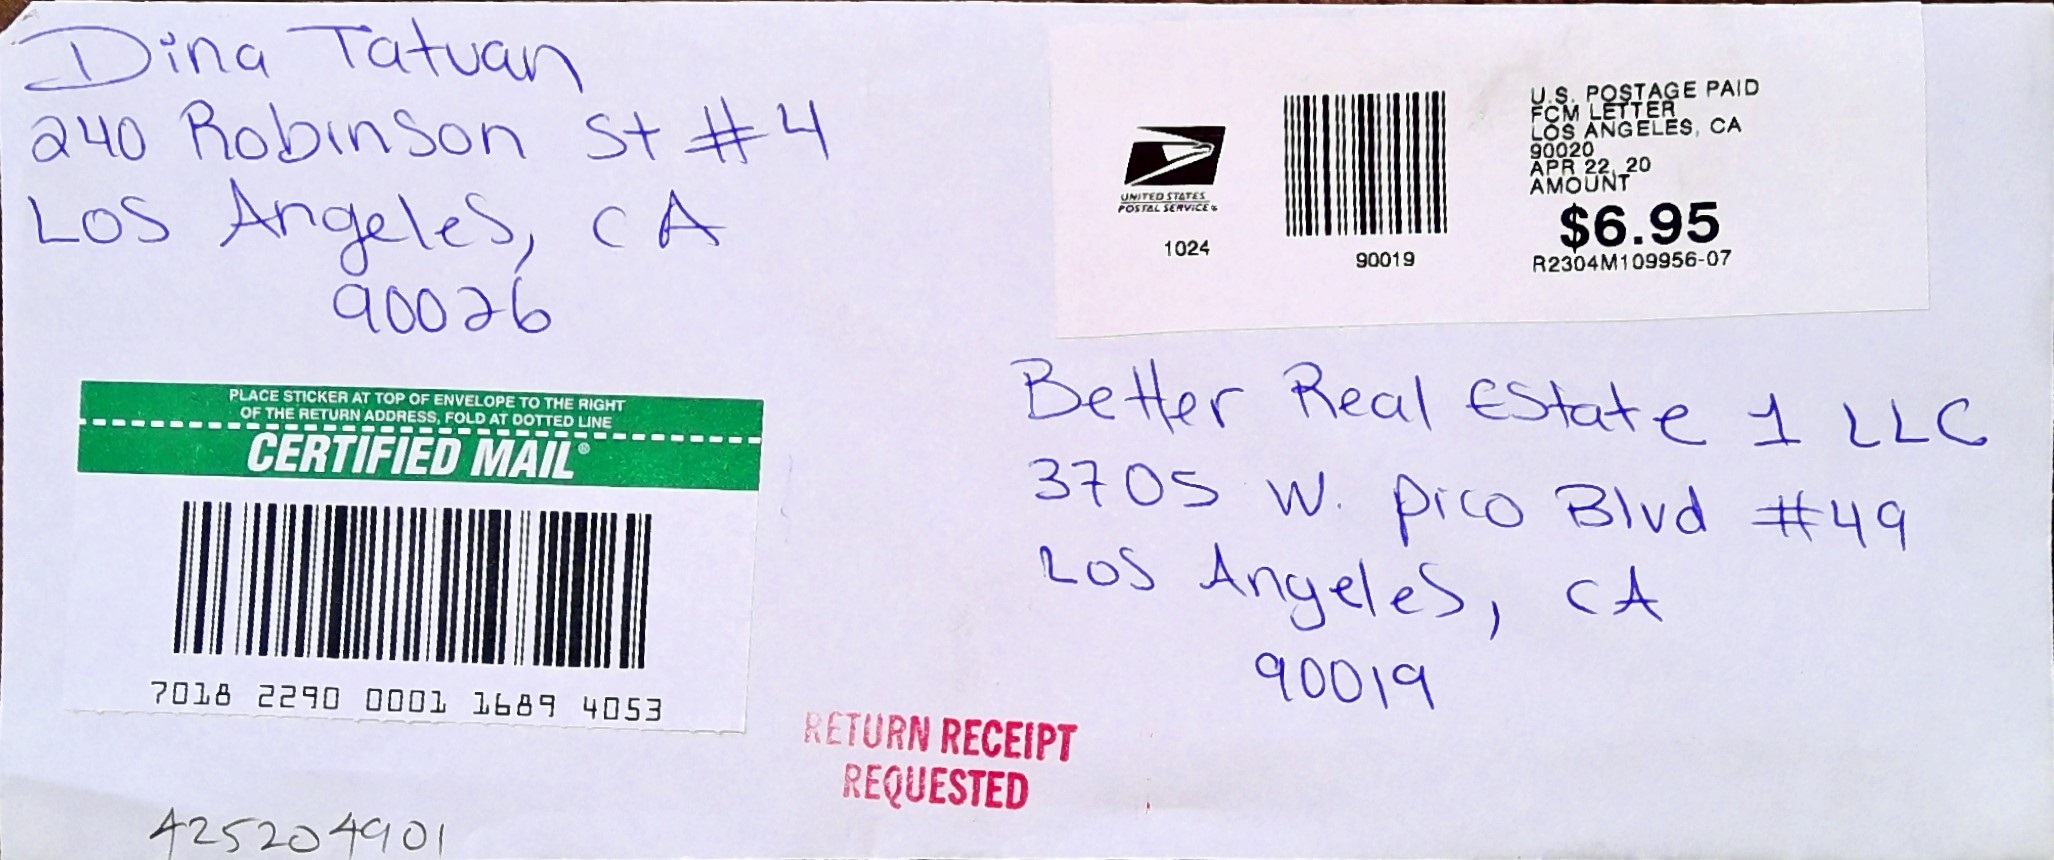 Dina Tatuan
240 Robinson St #4
Los Angeles, CA
90026
UNITED STATES
POSTAL SERVICE®
1024
90019
U.S. POSTAGE PAID
FCM LETTER
LOS ANGELES, CA
90020
APR 22, 20
AMOUNT
$6.95
R2304M109956-07
PLACE STICKER AT TOP OF ENVELOPE TO THE RIGHT
OF THE RETURN ADDRESS, FOLD AT DOTTED LINE
CERTIFIED MAIL®
7018 2290 0001 1689 4053
Better Real Estate 1 LLC
3705 W. Pico Blvd #49
Los Angeles, CA
90019
RETURN RECEIPT
REQUESTED
425204901